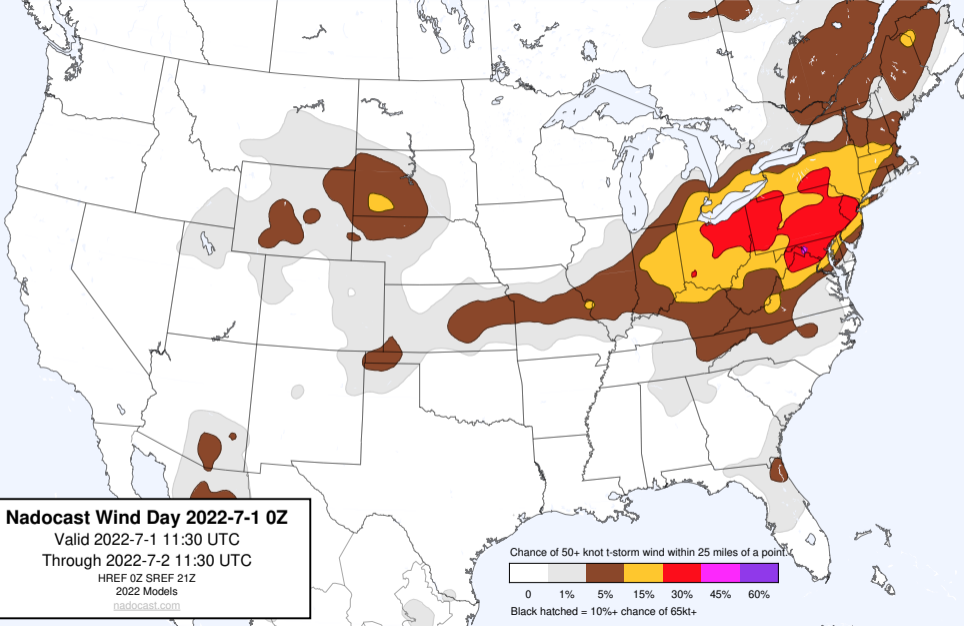 Nadocast Wind Day 2022-7-1 0Z
Valid 2022-7-1 11:30 UTC
Through 2022-7-2 11:30 UTC
HREF 0Z SREF 21Z
2022 Models
nadocast.com
Chance of 50+ knot t-storm wind within 25 miles of a point.
0 1% 5% 15% 30% 45% 60%
Black hatched = 10%+ chance of 65kt+